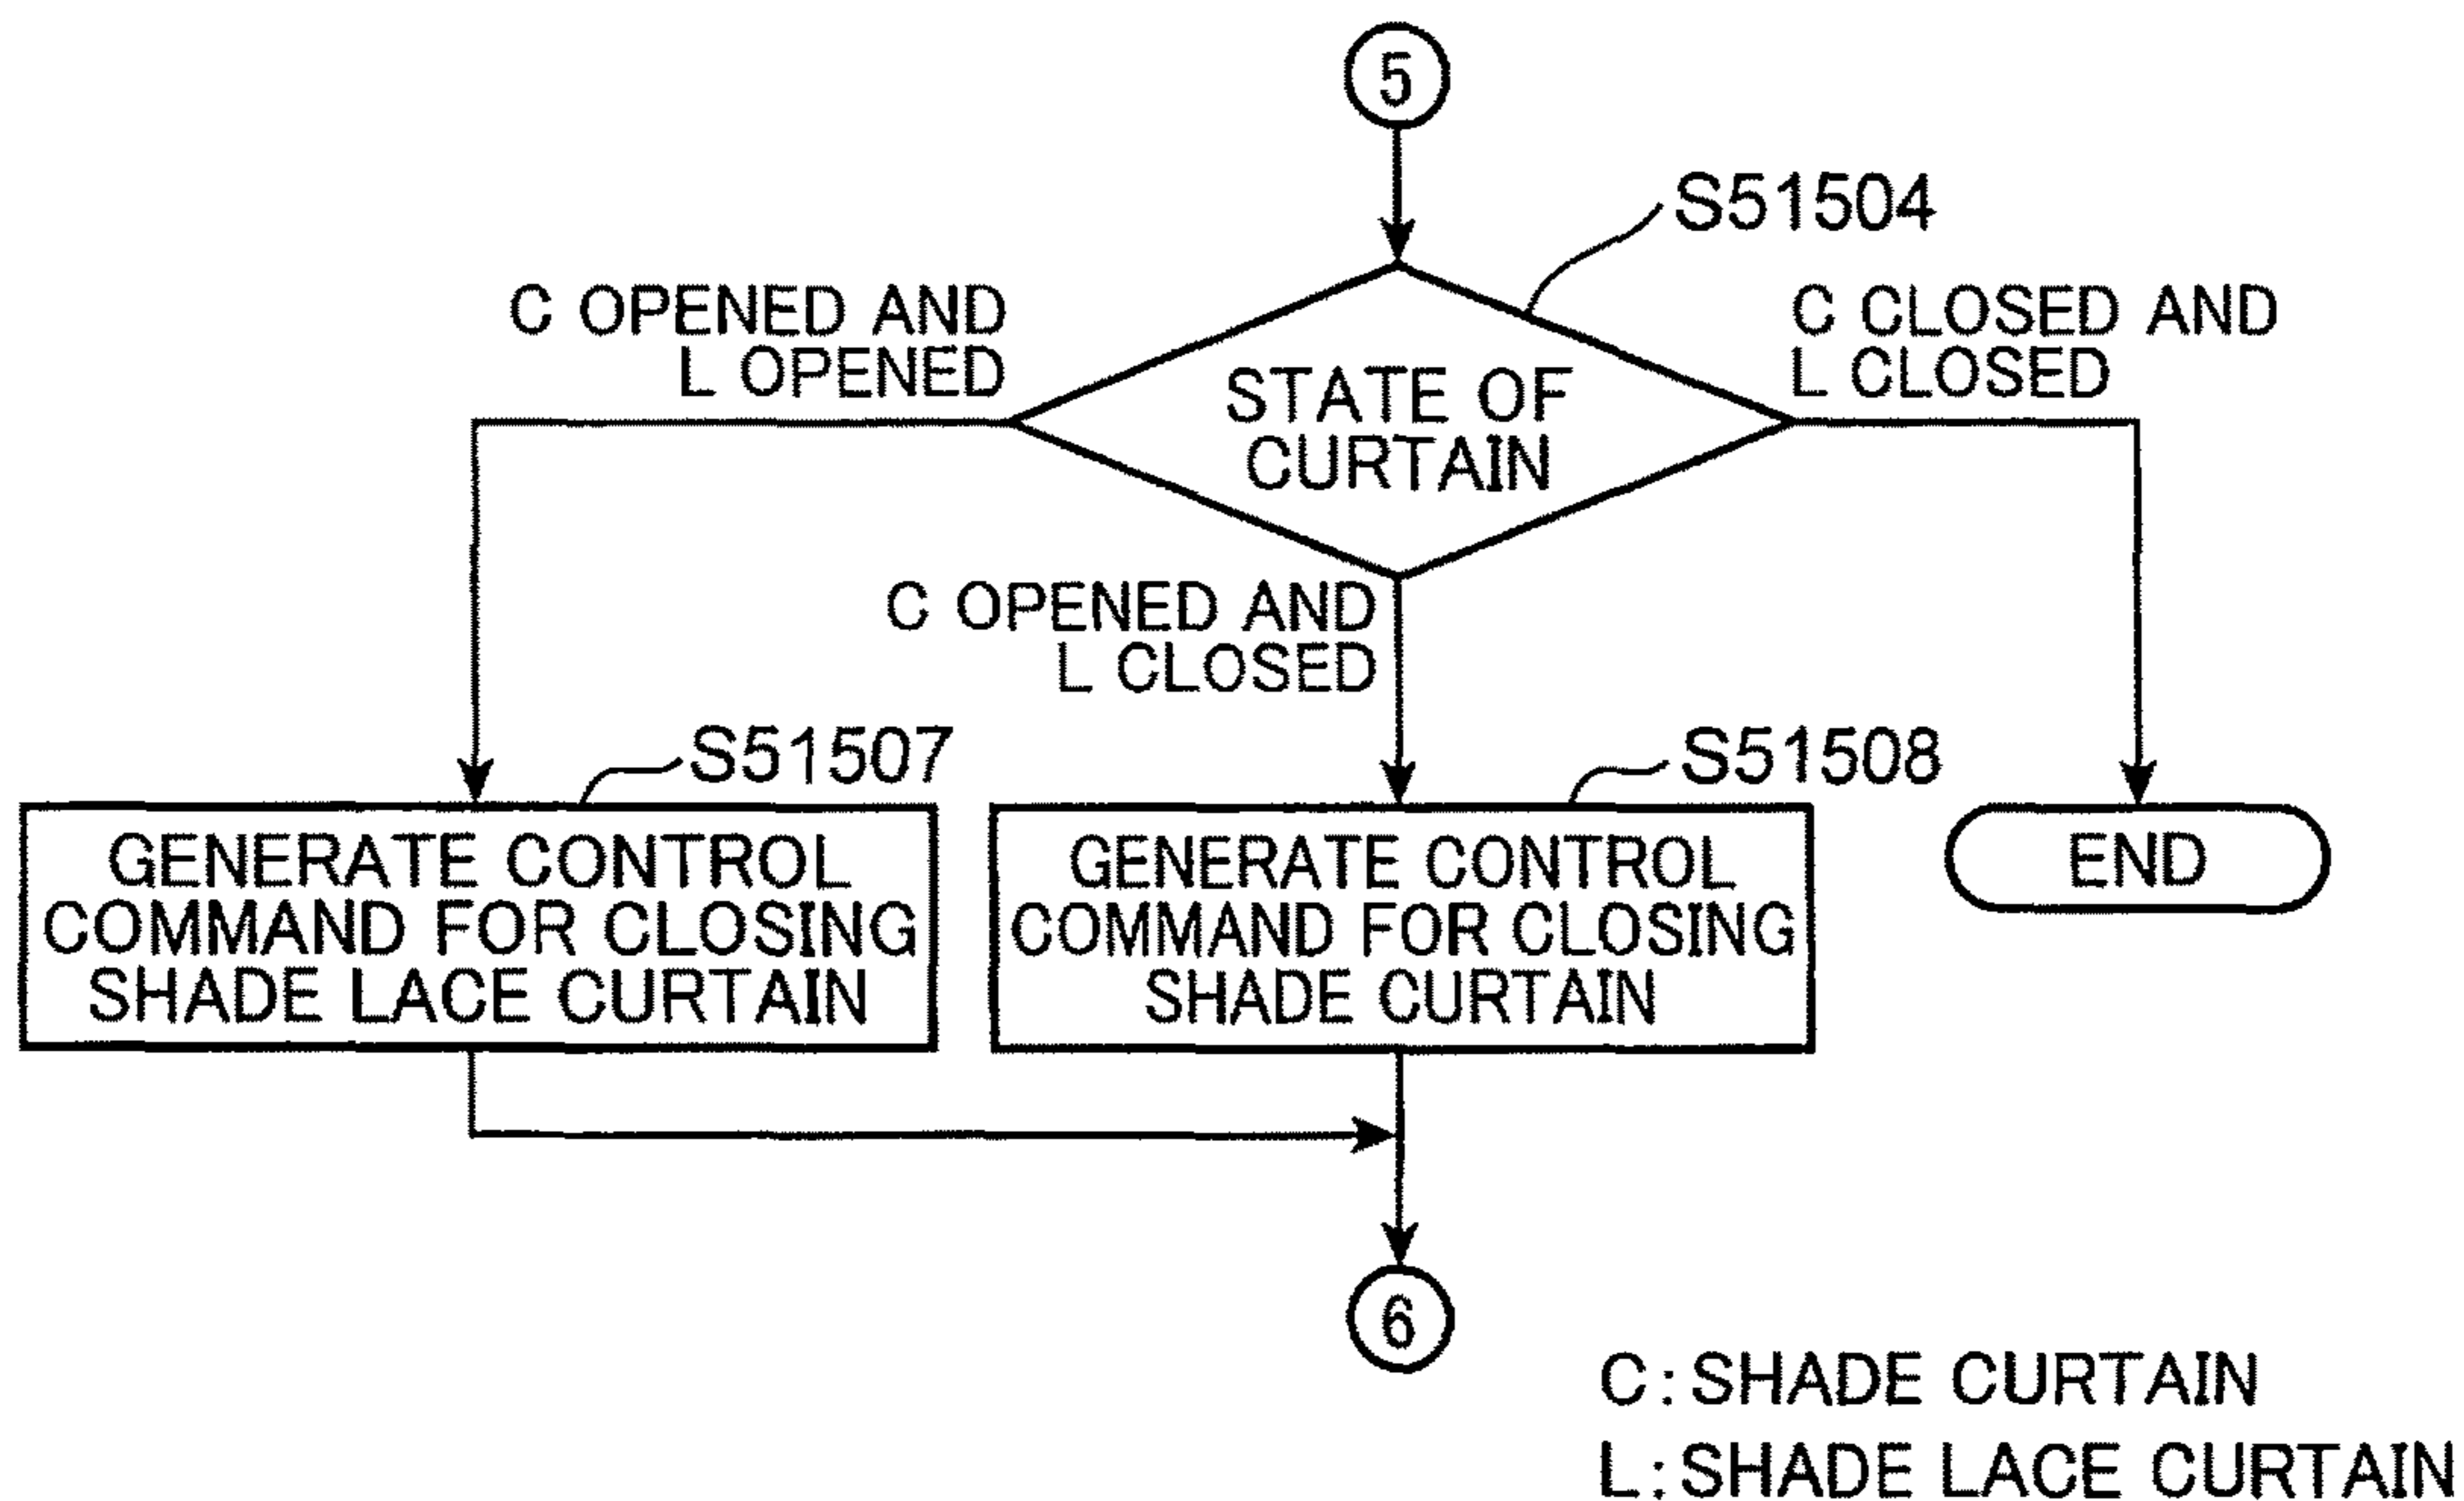 5
S51504
C OPENED AND
L OPENED
C CLOSED AND
L CLOSED
STATE OF
CURTAIN
C OPENED AND
L CLOSED
S51507
S51508
GENERATE CONTROL
COMMAND FOR CLOSING
SHADE LACE CURTAIN
GENERATE CONTROL
COMMAND FOR CLOSING
SHADE CURTAIN
END
6
C:SHADE CURTAIN
L:SHADE LACE CURTAIN